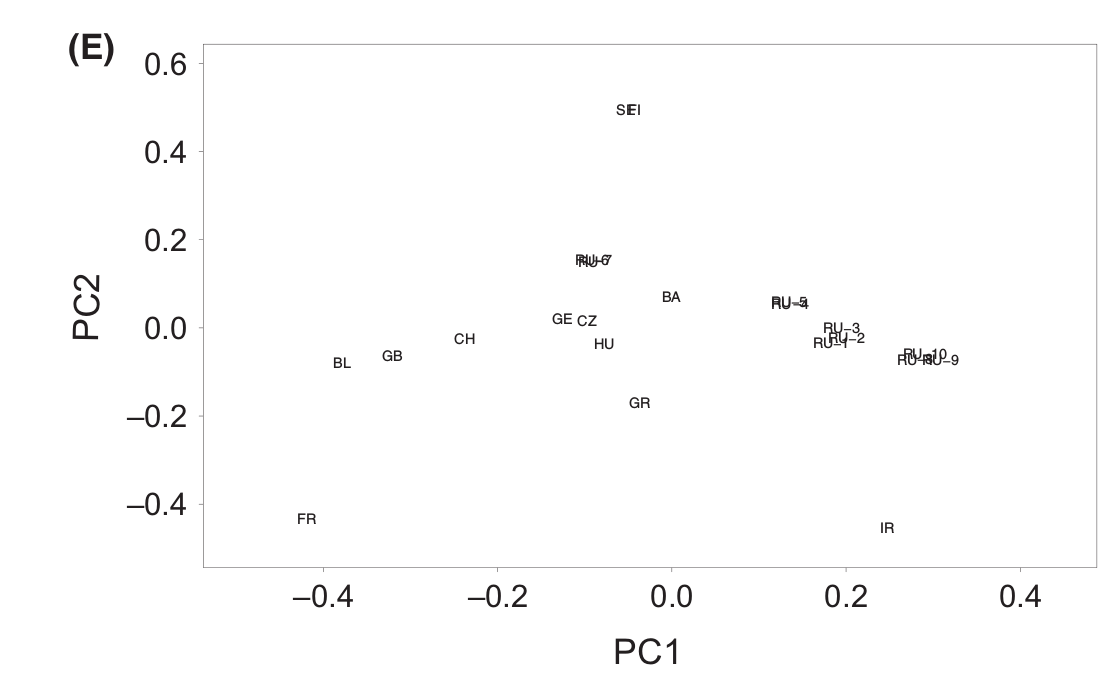 (E)
0.6
SE FI
0.4
0.2
RU–6 RU–7
BA
RU–5
RU–4
0.0
GE CZ
RU–3
RU–2
CH
HU
RU–1
GB
RU–10
BL
RU–8 RU–9
–0.2
GR
–0.4
FR
IR
–0.4 –0.2 0.0 0.2 0.4
PC1
PC2